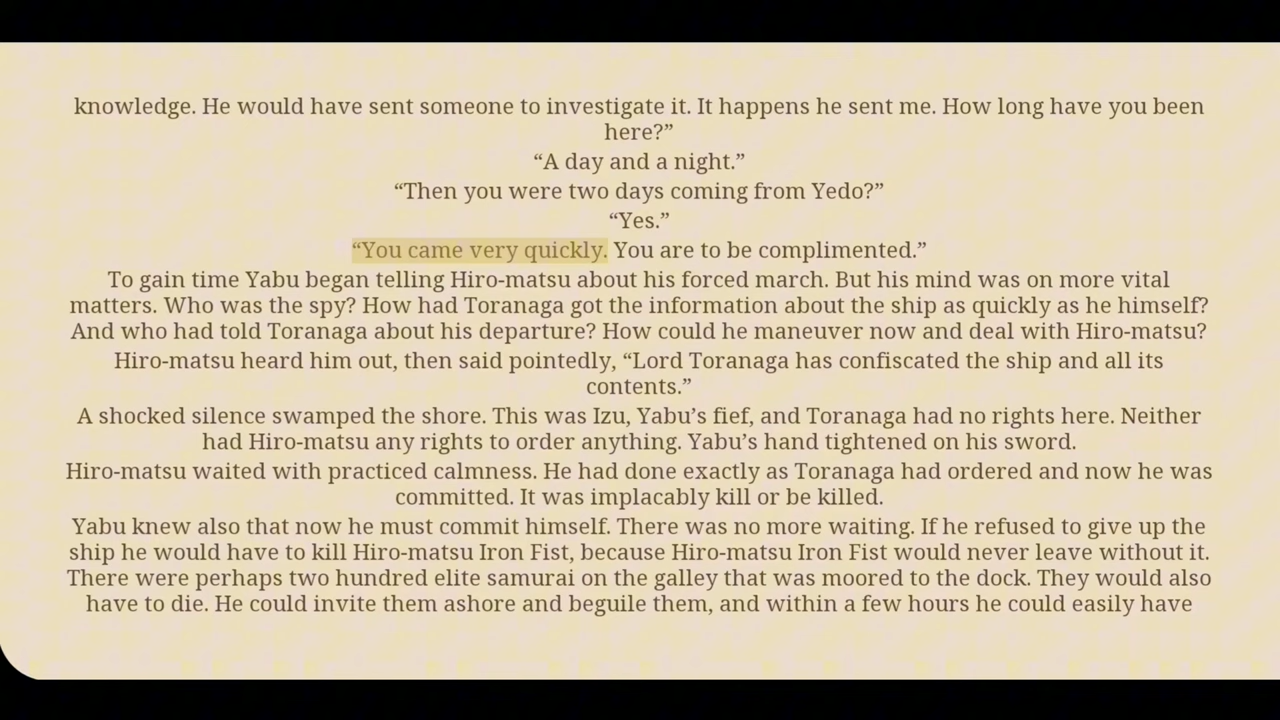 knowledge. He would have sent someone to investigate it. It happens he sent me. How long have you been
here?”
“A day and a night.”
“Then you were two days coming from Yedo?”
“Yes.”
“You came very quickly. You are to be complimented.”
To gain time Yabu began telling Hiro-matsu about his forced march. But his mind was on more vital
matters. Who was the spy? How had Toranaga got the information about the ship as quickly as he himself?
And who had told Toranaga about his departure? How could he maneuver now and deal with Hiro-matsu?
Hiro-matsu heard him out, then said pointedly, “Lord Toranaga has confiscated the ship and all its
contents.”
A shocked silence swamped the shore. This was Izu, Yabu’s fief, and Toranaga had no rights here. Neither
had Hiro-matsu any rights to order anything. Yabu’s hand tightened on his sword.
Hiro-matsu waited with practiced calmness. He had done exactly as Toranaga had ordered and now he was
committed. It was implacably kill or be killed.
Yabu knew also that now he must commit himself. There was no more waiting. If he refused to give up the
ship he would have to kill Hiro-matsu Iron Fist, because Hiro-matsu Iron Fist would never leave without it.
There were perhaps two hundred elite samurai on the galley that was moored to the dock. They would also
have to die. He could invite them ashore and beguile them, and within a few hours he could easily have